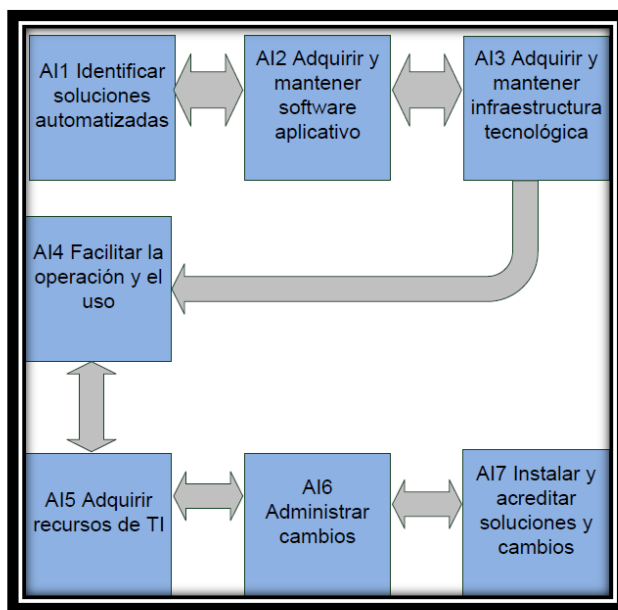 AI1 Identificar
soluciones
automatizadas
AI2 Adquirir y
mantener
software
aplicativo
AI3 Adquirir y
mantener
infraestructura
tecnológica
AI4 Facilitar la
operación y el
uso
AI5 Adquirir
recursos de TI
AI6
Administrar
cambios
AI7 Instalar y
acreditar
soluciones y
cambios